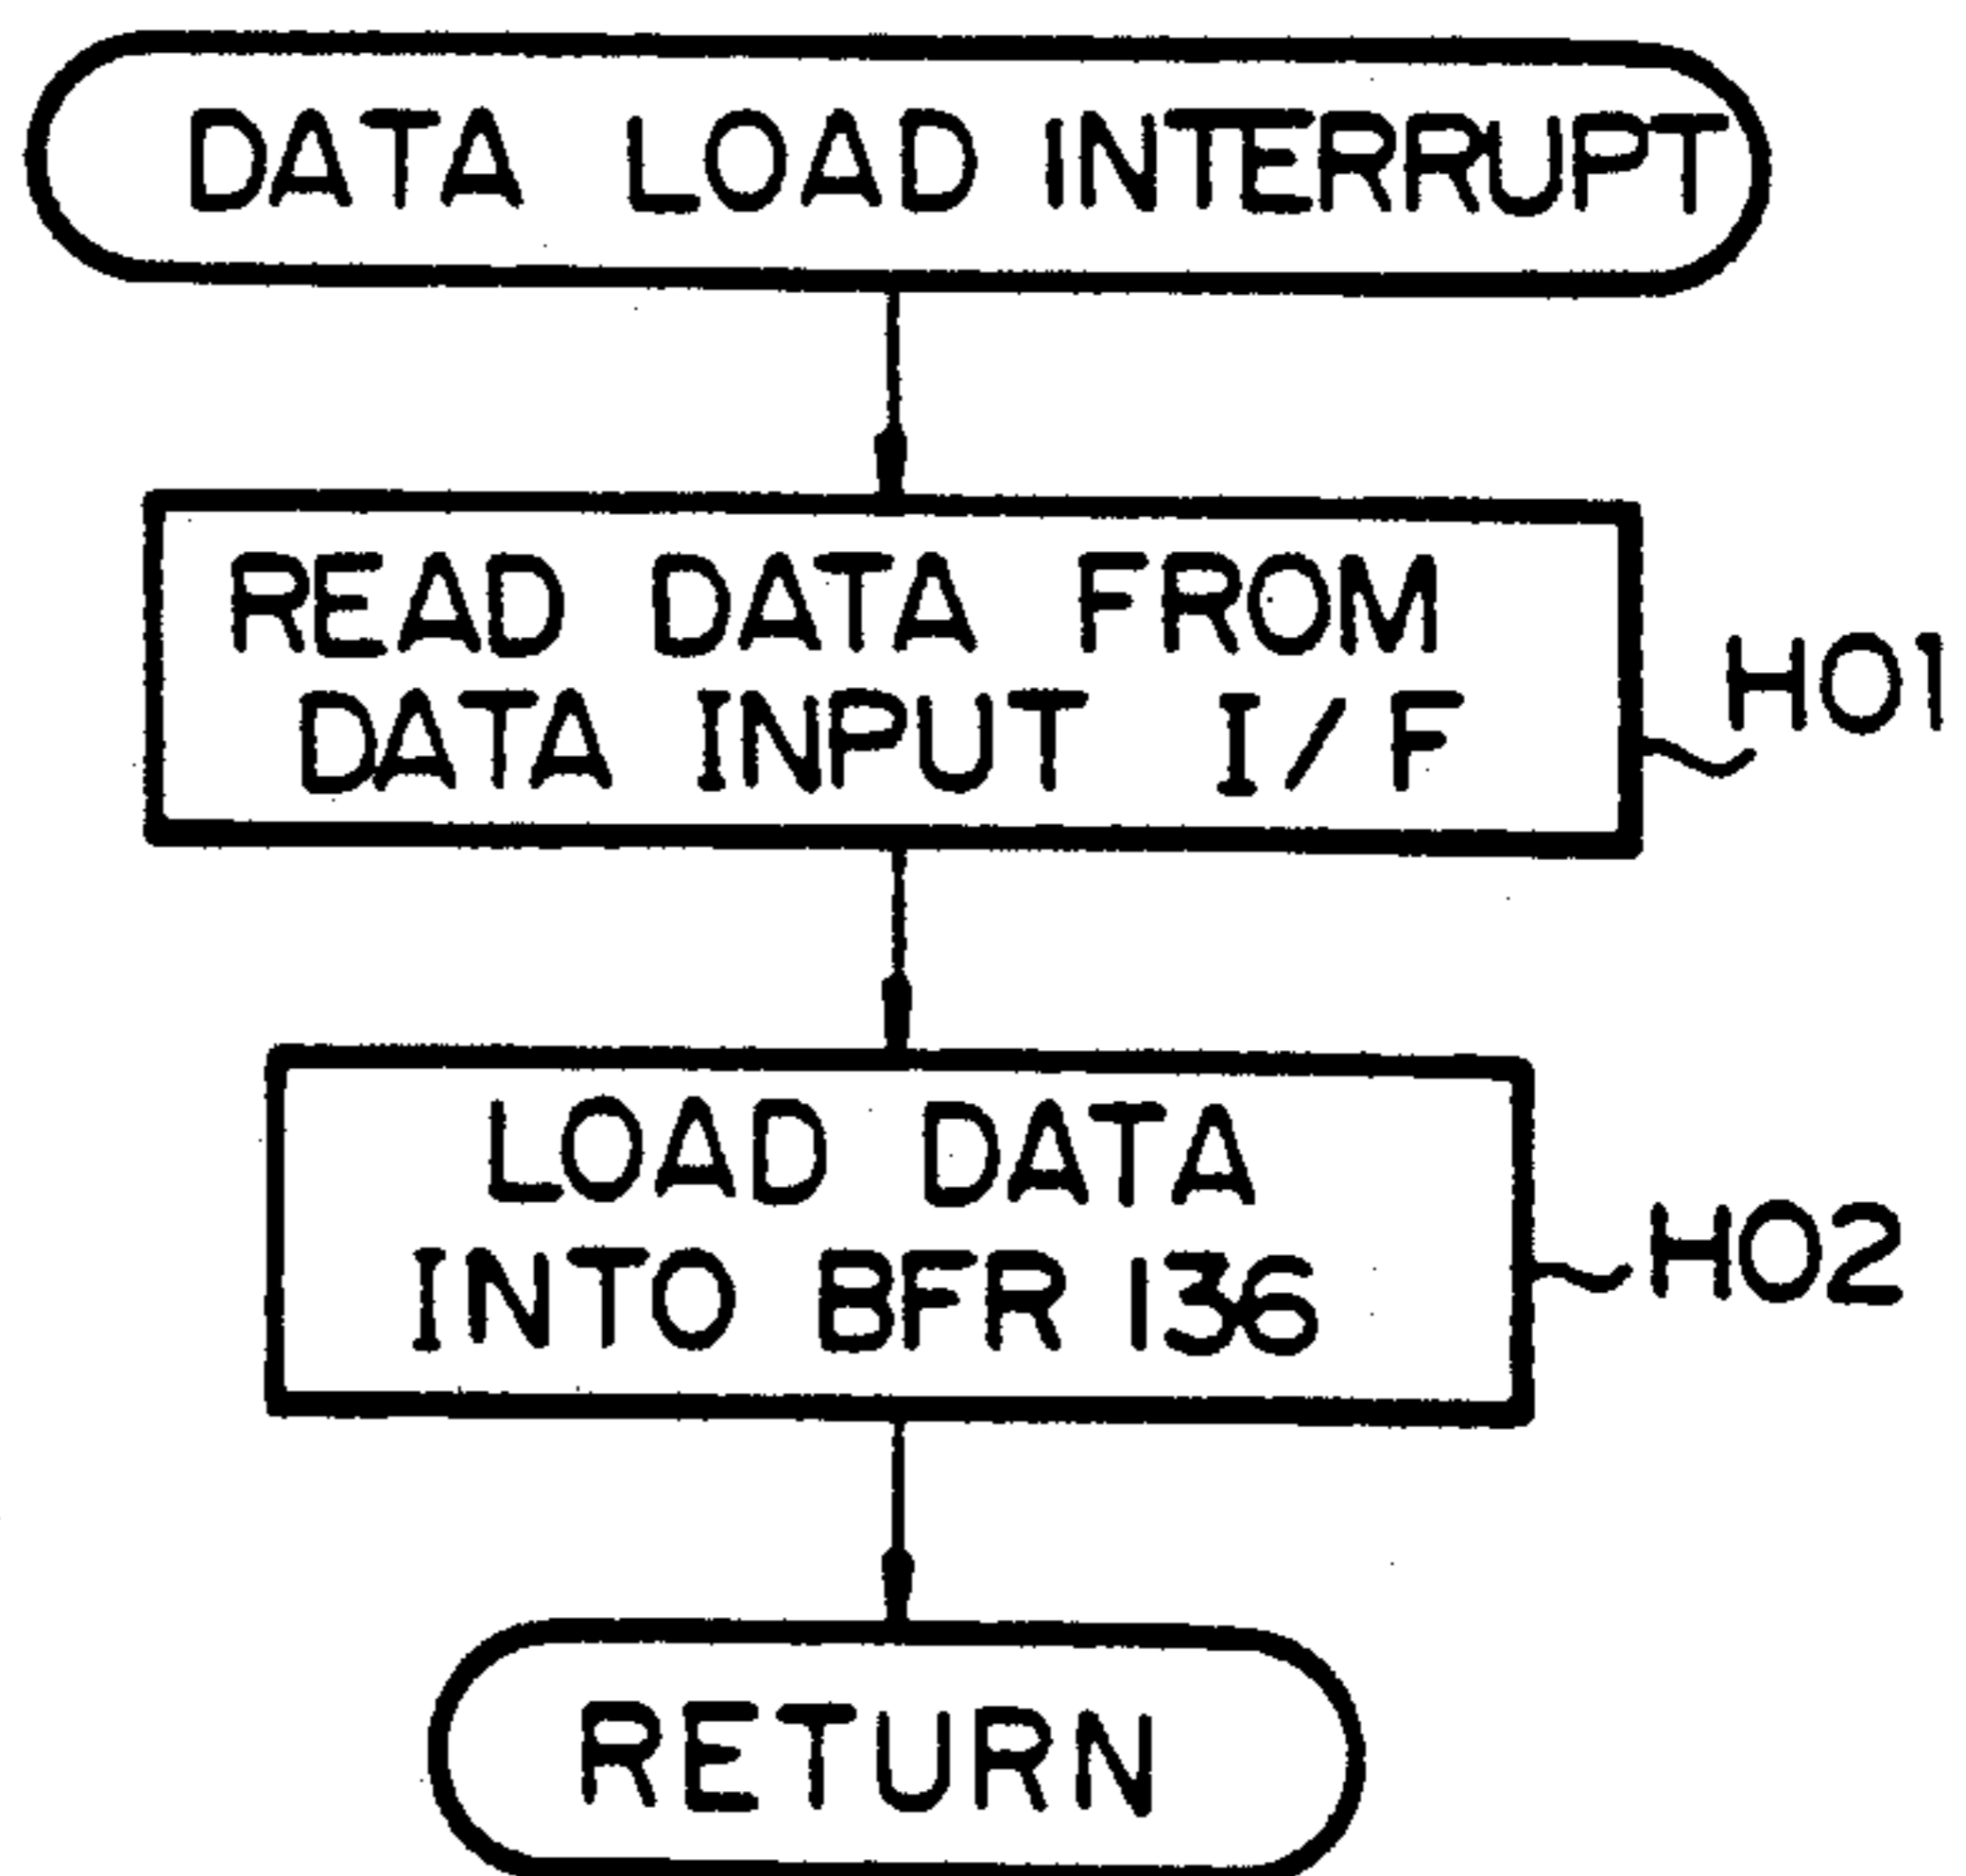 DATA LOAD INTERRUPT
READ DATA FROM
DATA INPUT I/F
H01
LOAD DATA
INTO BFR 136
H02
RETURN